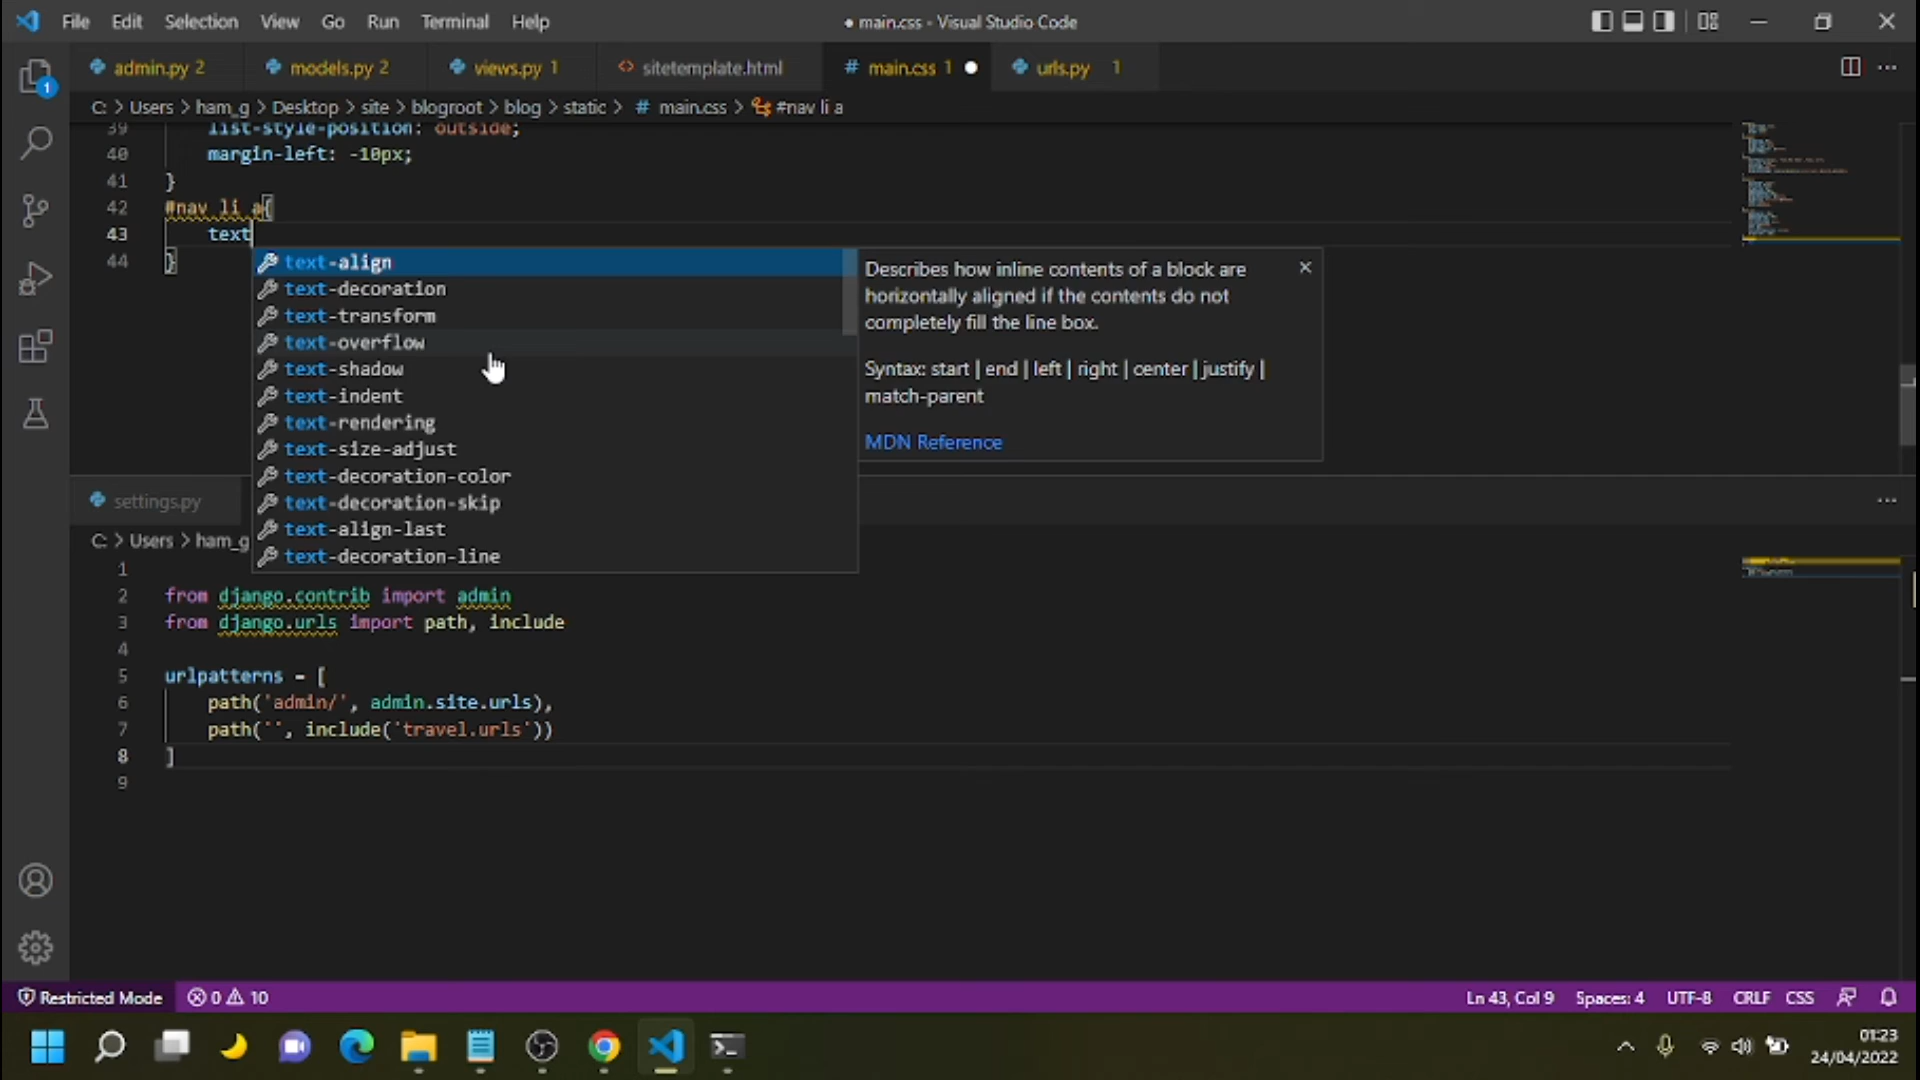 File Edit Selection View Go Run Terminal Help
● main.css - Visual Studio Code
admin.py 2
models.py 2
views.py 1
<> sitetemplate.html
# main.css 1 ●
urls.py 1
C: > Users > ham_g > Desktop > site > blogroot > blog > static > # main.css > #nav li a
39 list-style-position: outside;
40 margin-left: -10px;
41 }
42 #nav li a{
43 text
44 }
text-align
text-decoration
text-transform
text-overflow
text-shadow
text-indent
text-rendering
text-size-adjust
text-decoration-color
text-decoration-skip
text-align-last
text-decoration-line
Describes how inline contents of a block are
horizontally aligned if the contents do not
completely fill the line box.
Syntax: start | end | left | right | center | justify |
match-parent
MDN Reference
settings.py
C: > Users > ham_g
1
2 from django.contrib import admin
3 from django.urls import path, include
4
5 urlpatterns = [
6 path('admin/', admin.site.urls),
7 path('', include('travel.urls'))
8 ]
9
1
Restricted Mode
0 10
Ln 43, Col 9 Spaces: 4 UTF-8 CRLF CSS
01:23
24/04/2022